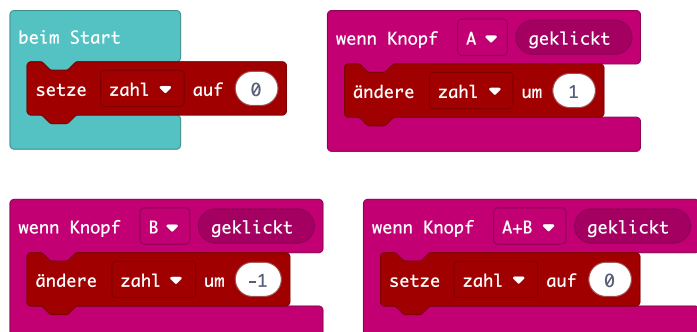 beim Start
setze zahl auf 0
wenn Knopf A geklickt
ändere zahl um 1
wenn Knopf B geklickt
ändere zahl um -1
wenn Knopf A+B geklickt
setze zahl auf 0